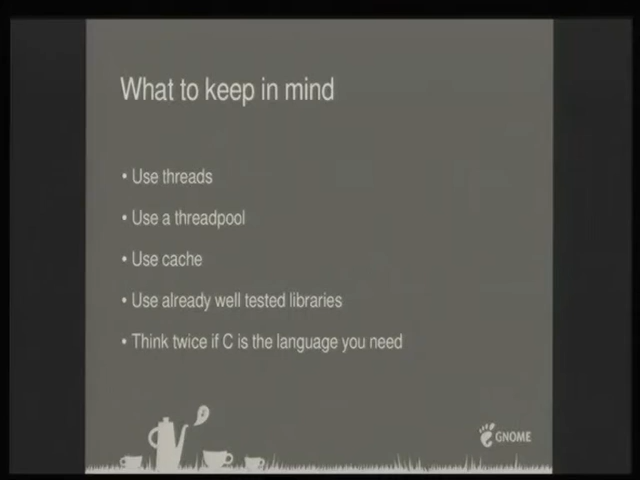 What to keep in mind
• Use threads
• Use a threadpool
• Use cache
• Use already well tested libraries
• Think twice if C is the language you need
GNOME